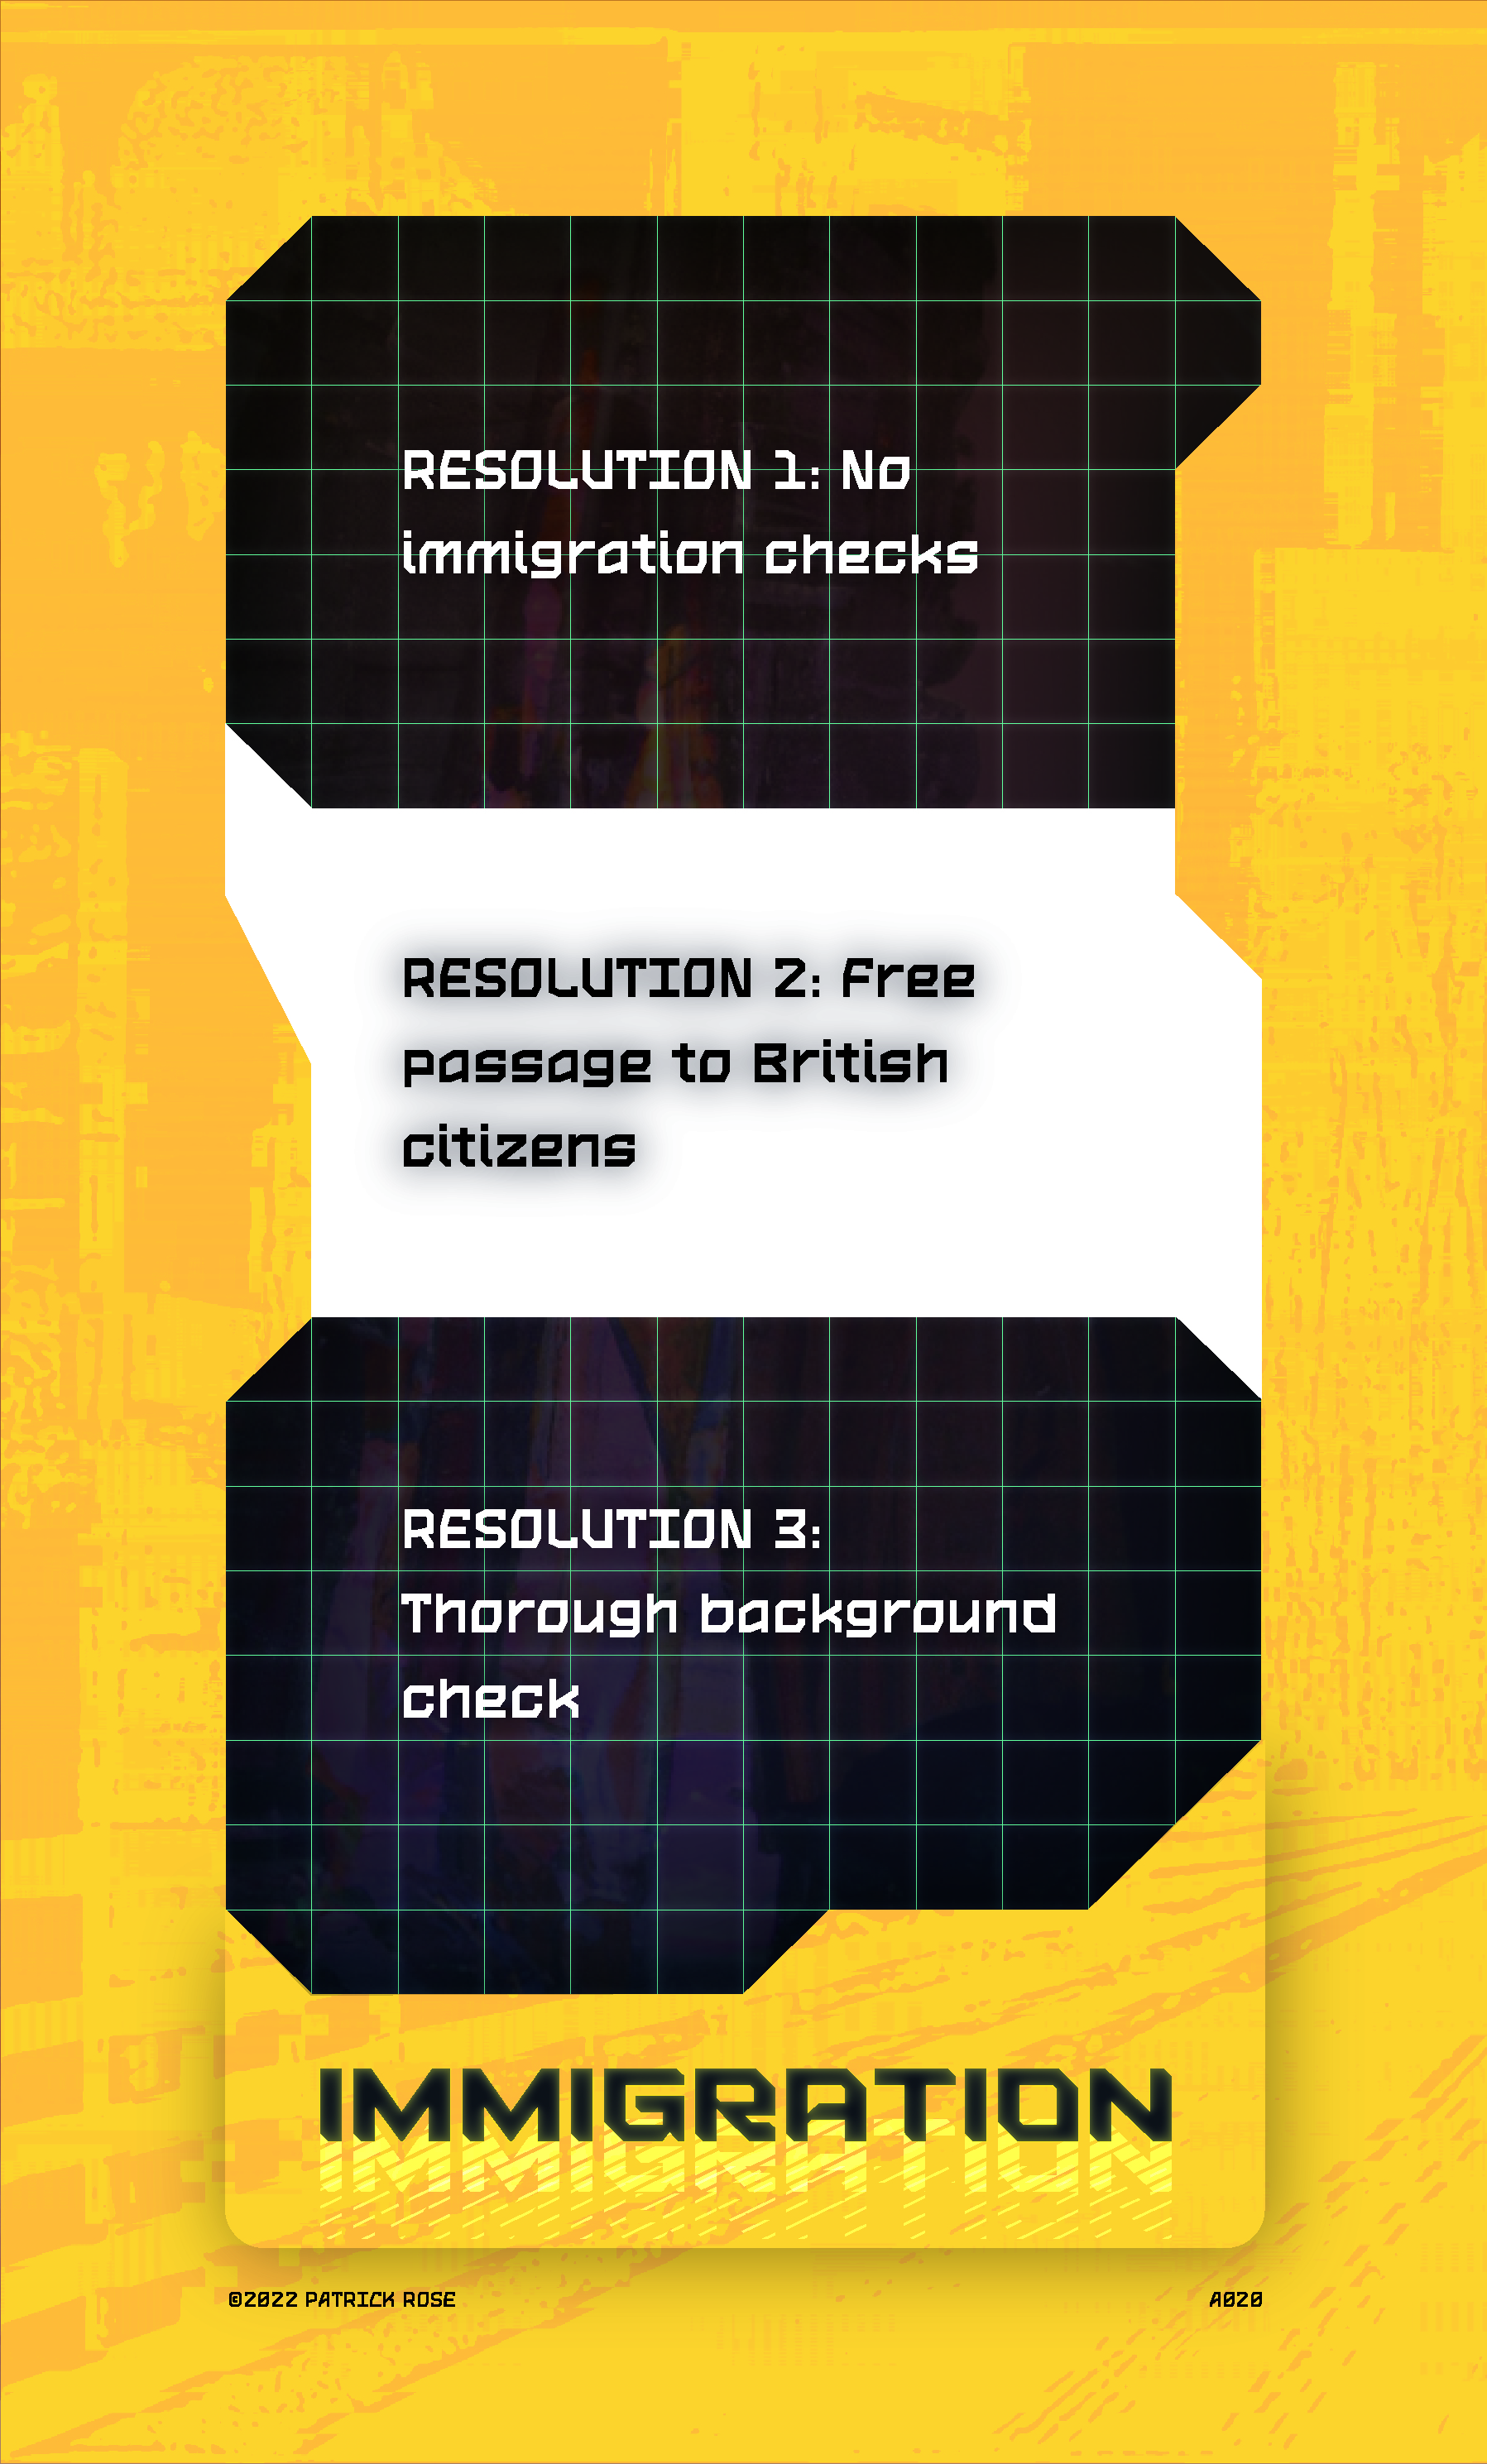 RESOLUTION 1: No
immigration checks
RESOLUTION 2: Free
passage to British
citizens
RESOLUTION 3:
Thorough background
check
IMMIGRATION
©2022 PATRICK ROSE
A020